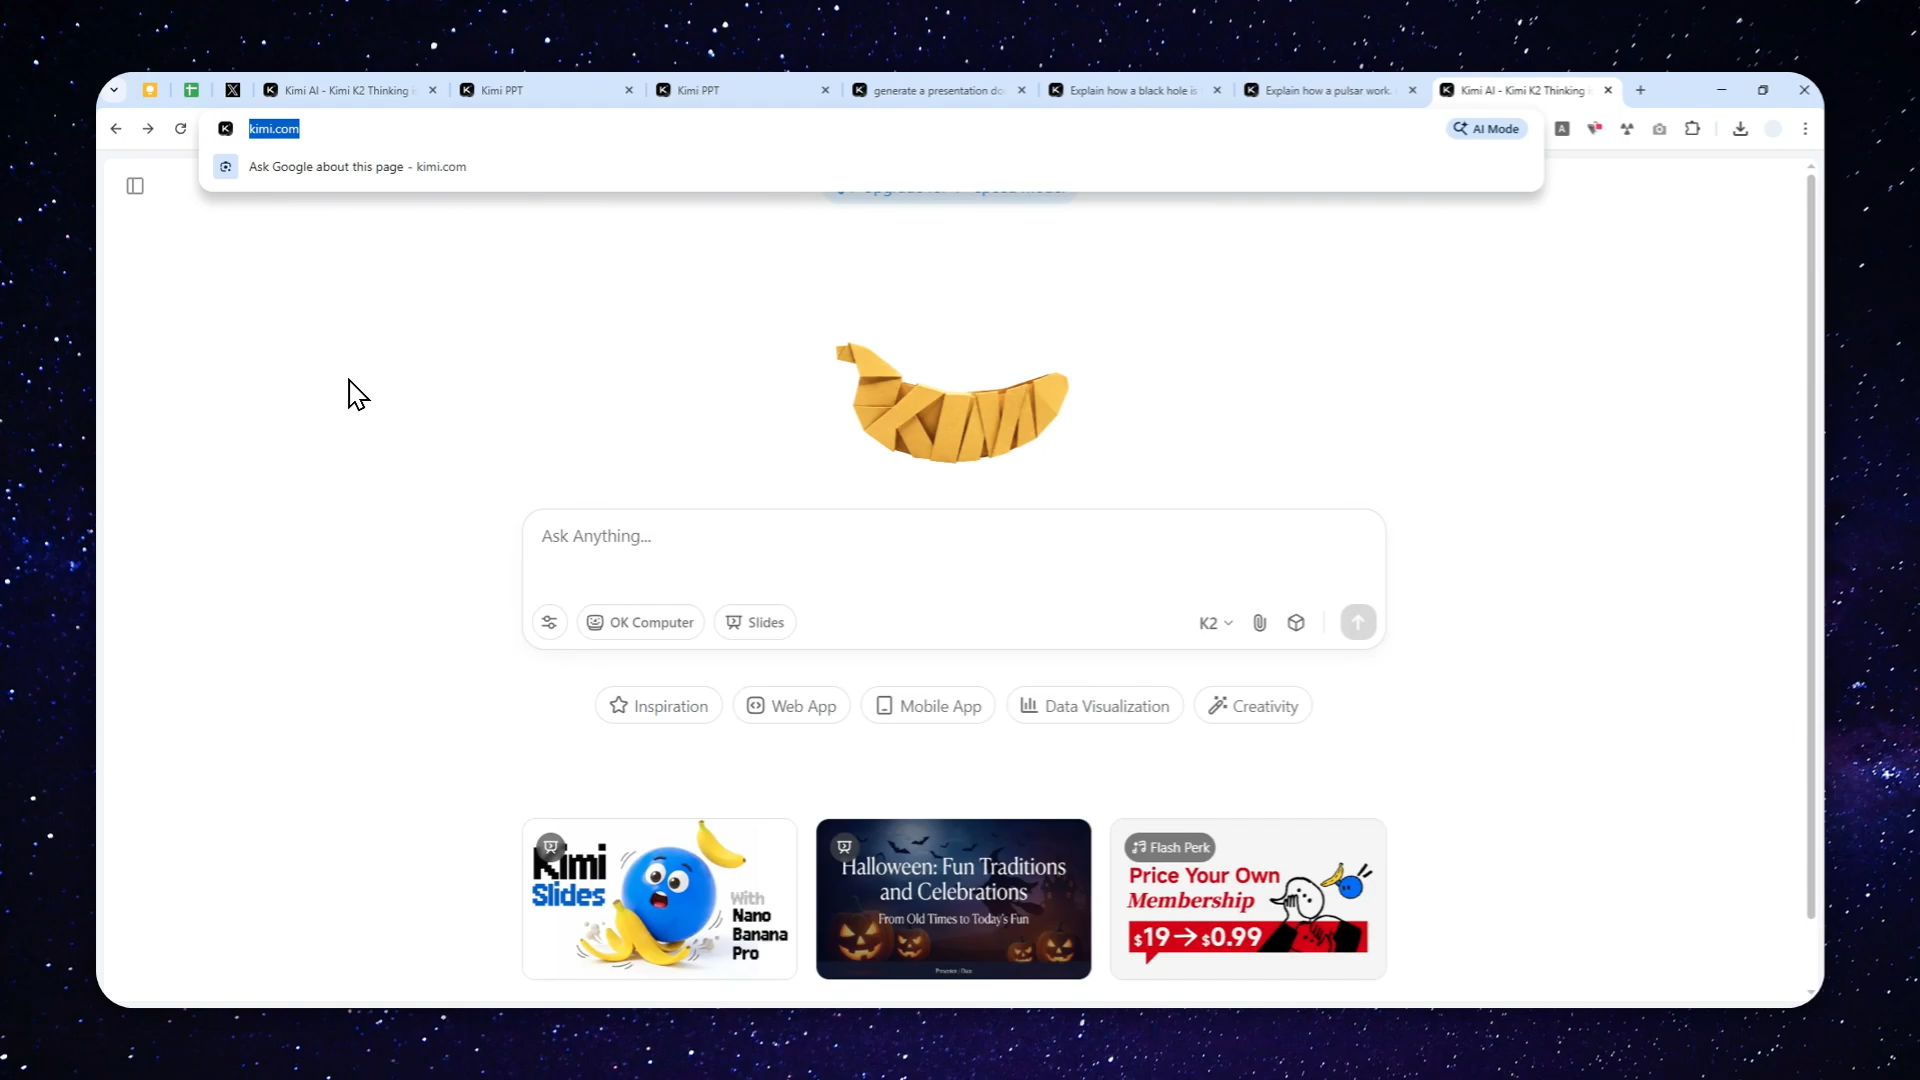 Kimi AI - Kimi K2 Thinking
Kimi PPT
Kimi PPT
generate a presentation do
Explain how a black hole is
Explain how a pulsar work.
Kimi AI - Kimi K2 Thinking
kimi.com
AI Mode
A
Ask Google about this page - kimi.com
KIMI
Ask Anything...
OK Computer
Slides
K2
Inspiration
Web App
Mobile App
Data Visualization
Creativity
Kimi
Slides
With
Nano
Banana
Pro
Halloween: Fun Traditions
and Celebrations
From Old Times to Today's Fun
Presenter / Date
Flash Perk
Price Your Own
Membership
$19→$0.99